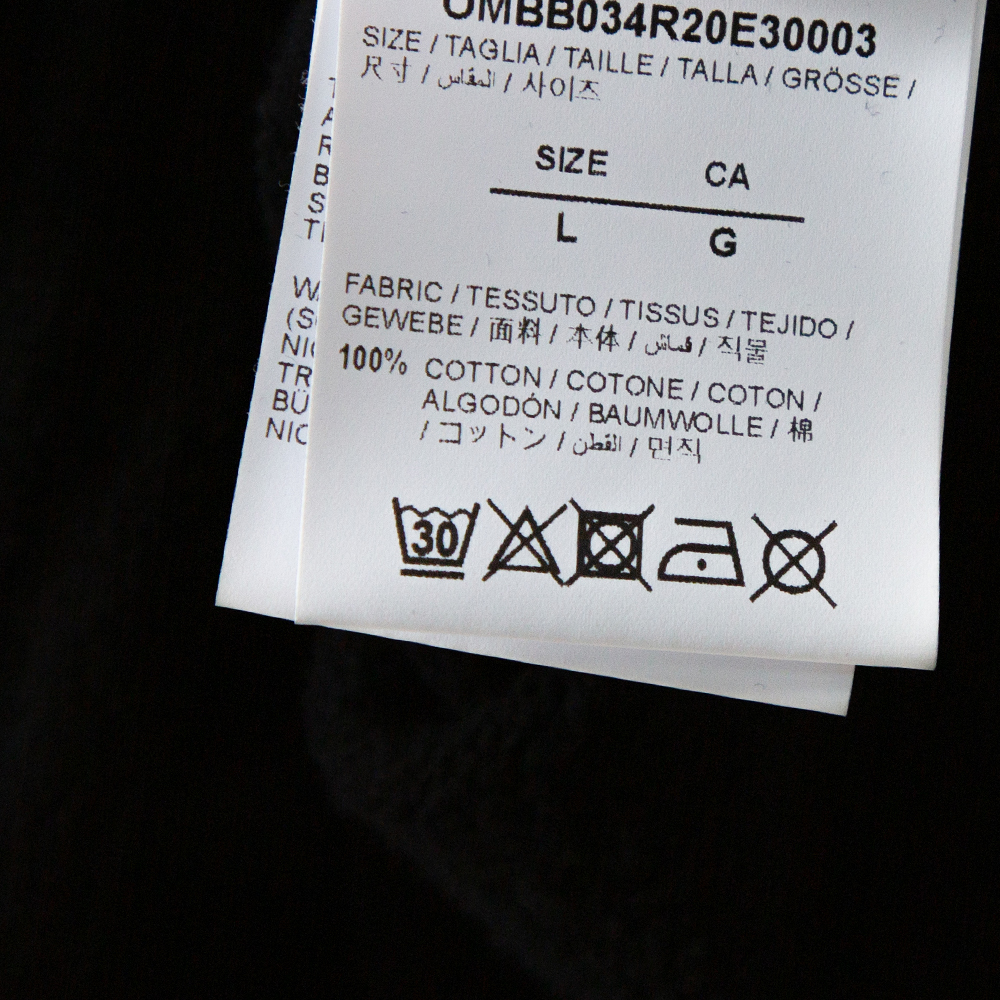 OMBB034R20E30003
SIZE / TAGLIA / TAILLE / TALLA / GRÖSSE /
尺寸 / المقاس / 사이즈
SIZE CA
L G
FABRIC / TESSUTO / TISSUS / TEJIDO /
GEWEBE / 面料 / 本体 / قماش / 직물
100% COTTON / COTONE / COTON /
ALGODÓN / BAUMWOLLE / 棉
/ コットン / القطن / 면직
30